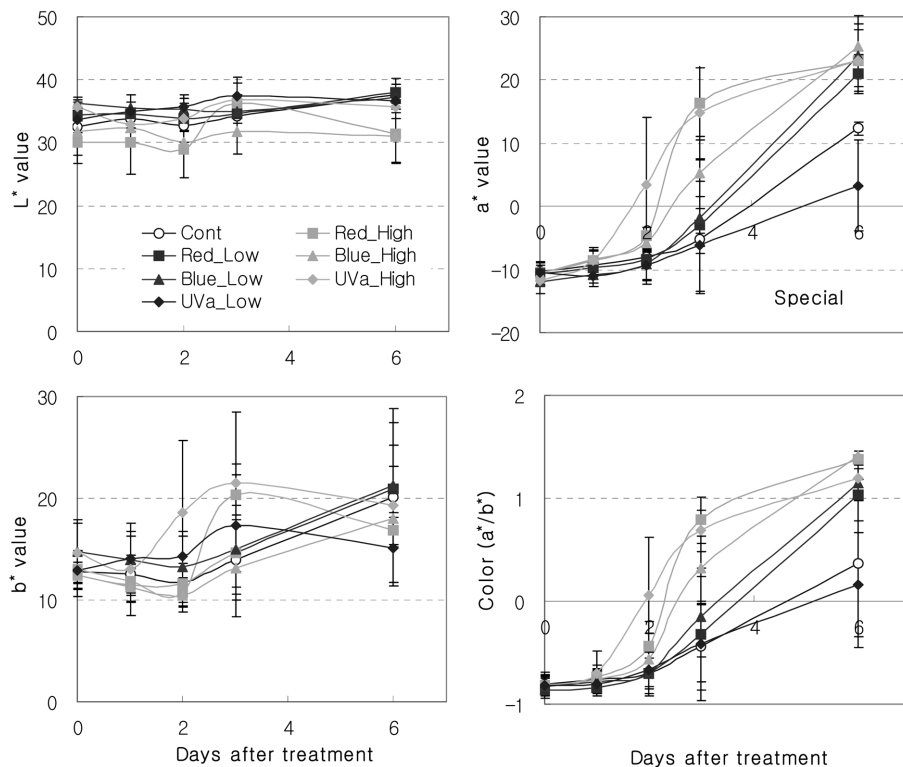 50
40
30
20
10
0
L* value
0
2
4
6
Cont
Red_Low
Blue_Low
UVa_Low
Red_High
Blue_High
UVa_High
30
20
10
0
−10
−20
a* value
0
2
4
6
Special
30
20
10
0
b* value
0
2
4
6
Days after treatment
2
1
0
−1
Color (a*/b*)
0
2
4
6
Days after treatment